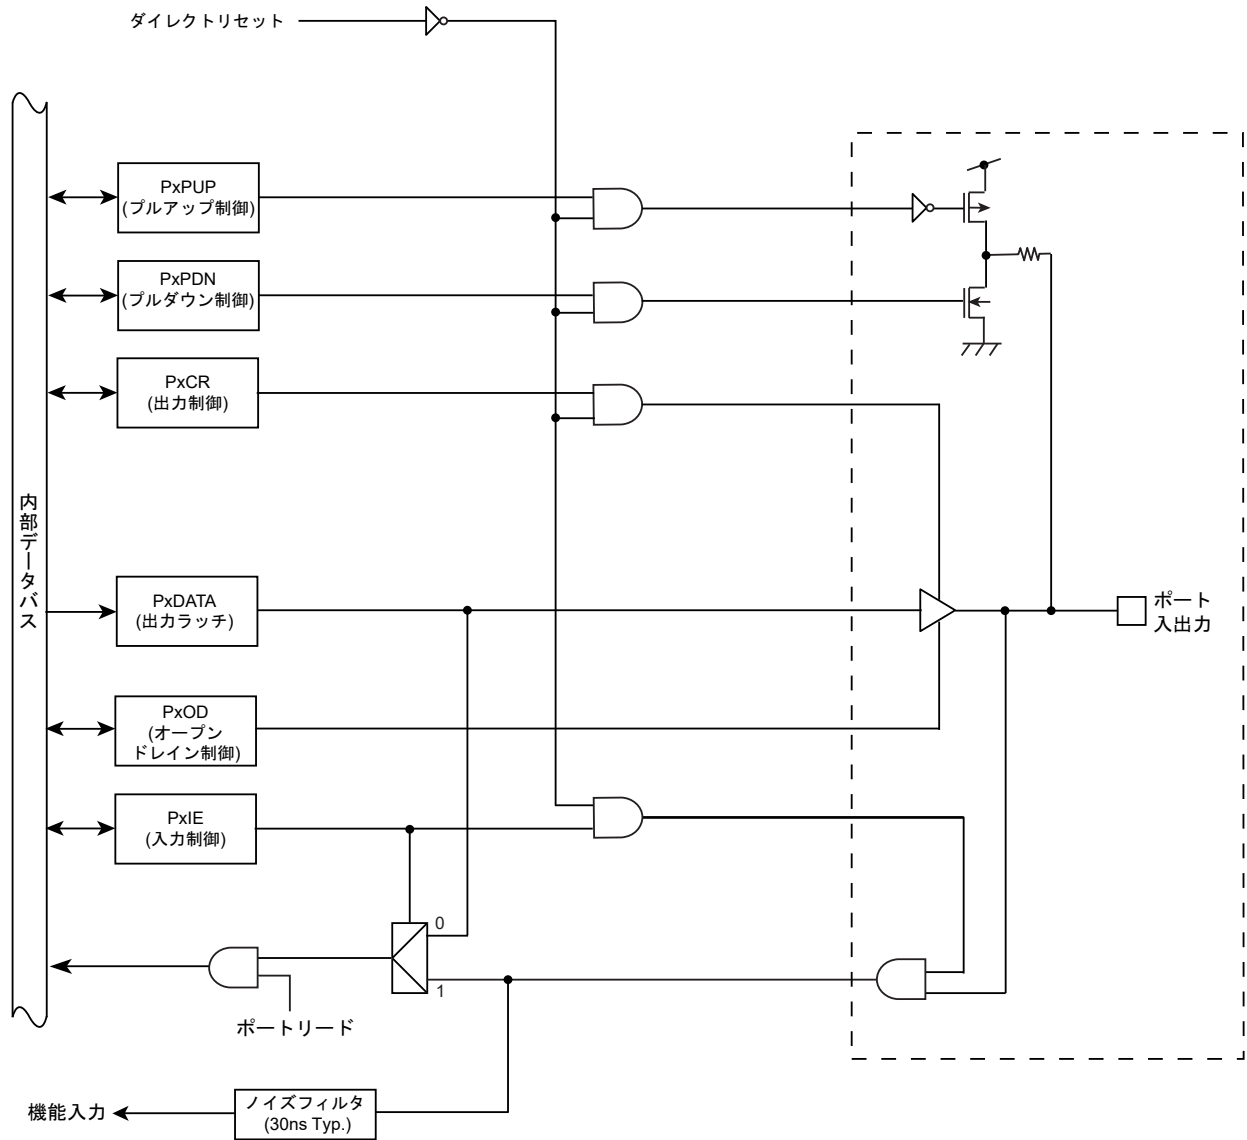 ダイレクトリセット
PxPUP
(プルアップ制御)
PxPDN
(プルダウン制御)
PxCR
(出力制御)
内部データバス
PxDATA
(出力ラッチ)
ポート
入出力
PxOD
(オープン
ドレイン制御)
PxIE
(入力制御)
0
1
ポートリード
機能入力
ノイズフィルタ
(30ns Typ.)